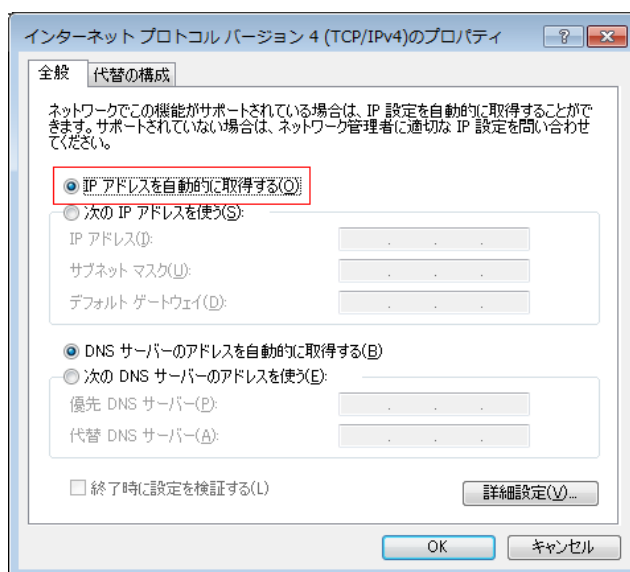 インターネット プロトコル バージョン 4 (TCP/IPv4)のプロパティ
全般
代替の構成
ネットワークでこの機能がサポートされている場合は、IP 設定を自動的に取得することがで
きます。サポートされていない場合は、ネットワーク管理者に適切な IP 設定を問い合わせ
てください。
IP アドレスを自動的に取得する(O)
次の IP アドレスを使う(S):
IP アドレス(I):
サブネット マスク(U):
デフォルト ゲートウェイ(D):
DNS サーバーのアドレスを自動的に取得する(B)
次の DNS サーバーのアドレスを使う(E):
優先 DNS サーバー(P):
代替 DNS サーバー(A):
終了時に設定を検証する(L)
詳細設定(V)...
OK
キャンセル